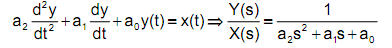 a₂ d²y/dt² + a₁ dy/dt + a₀y(t) = x(t) ⇒ Y(s)/X(s) = 1/(a₂s² + a₁s + a₀)